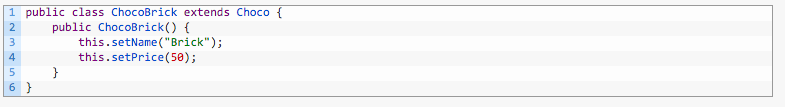 1 public class ChocoBrick extends Choco {
2     public ChocoBrick() {
3         this.setName("Brick");
4         this.setPrice(50);
5     }
6 }